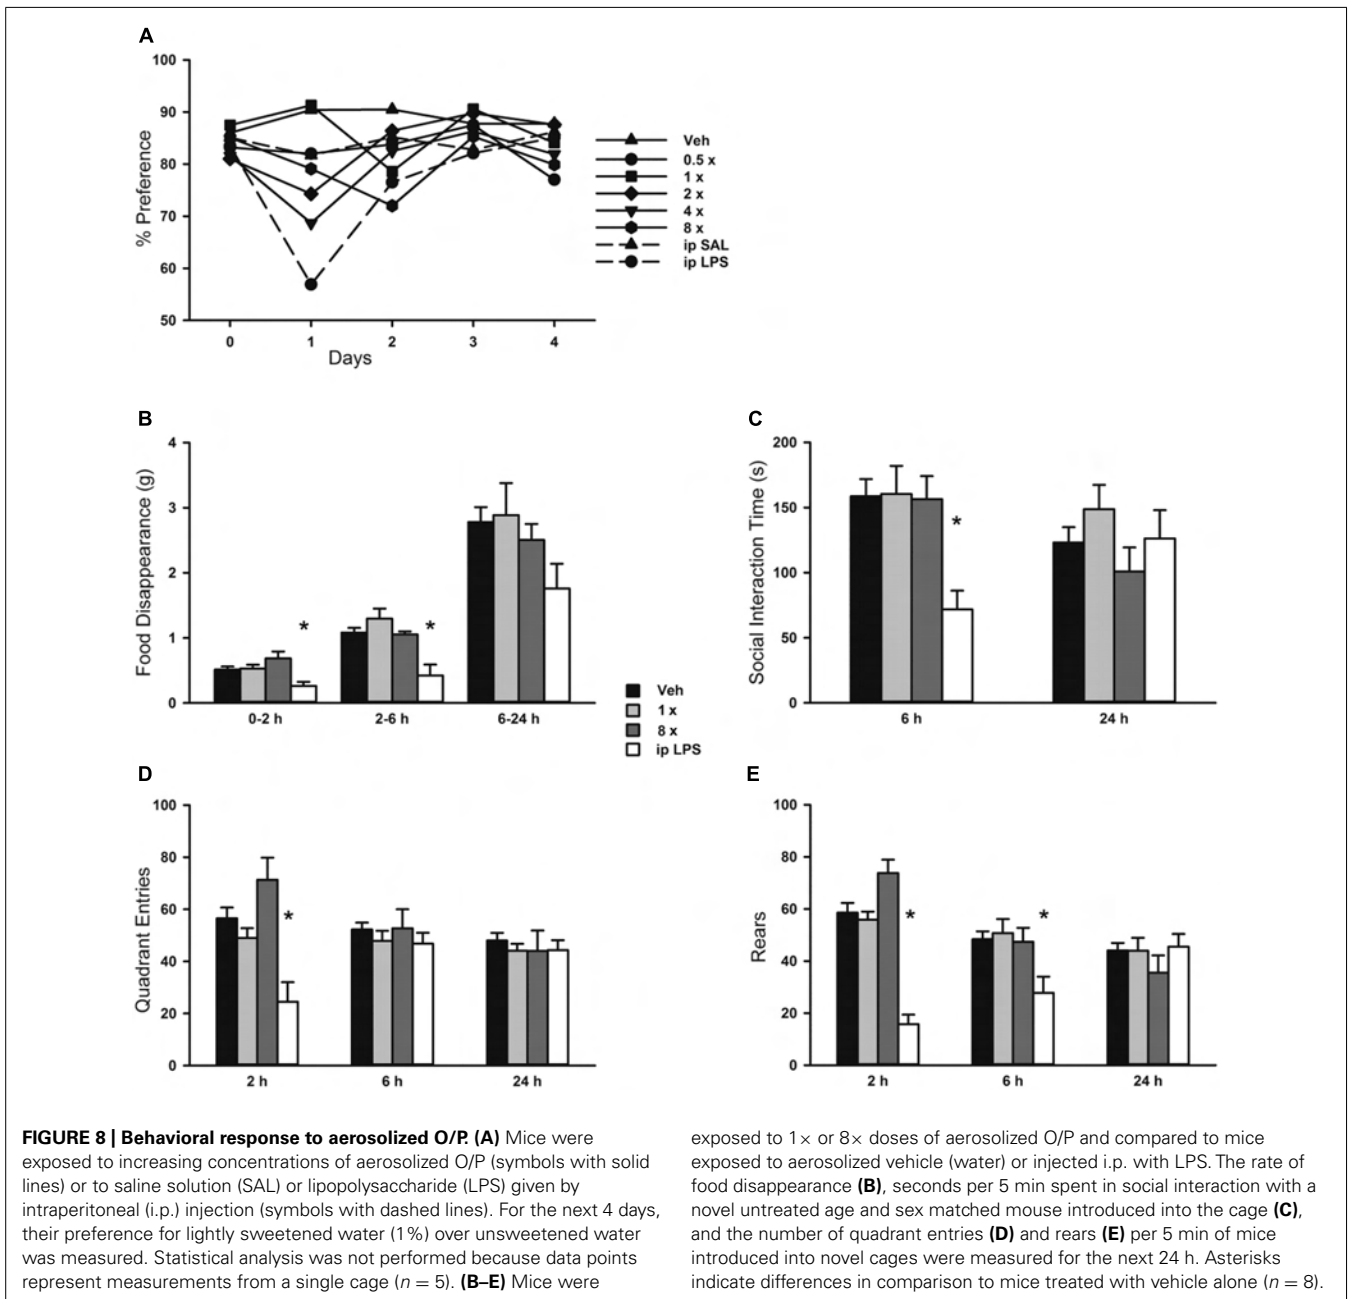 A
100
90
80
70
60
50
% Preference
0 1 2 3 4
Days
Veh
0.5 x
1 x
2 x
4 x
8 x
ip SAL
ip LPS
B
4
3
2
1
0
Food Disappearance (g)
*
*
0-2 h 2-6 h 6-24 h
Veh
1 x
8 x
ip LPS
C
200
150
100
50
0
Social Interaction Time (s)
*
6 h 24 h
D
100
80
60
40
20
0
Quadrant Entries
*
2 h 6 h 24 h
E
100
80
60
40
20
0
Rears
*
*
2 h 6 h 24 h
FIGURE 8 | Behavioral response to aerosolized O/P. (A) Mice were
exposed to increasing concentrations of aerosolized O/P (symbols with solid
lines) or to saline solution (SAL) or lipopolysaccharide (LPS) given by
intraperitoneal (i.p.) injection (symbols with dashed lines). For the next 4 days,
their preference for lightly sweetened water (1%) over unsweetened water
was measured. Statistical analysis was not performed because data points
represent measurements from a single cage (n = 5). (B–E) Mice were
exposed to 1× or 8× doses of aerosolized O/P and compared to mice
exposed to aerosolized vehicle (water) or injected i.p. with LPS. The rate of
food disappearance (B), seconds per 5 min spent in social interaction with a
novel untreated age and sex matched mouse introduced into the cage (C),
and the number of quadrant entries (D) and rears (E) per 5 min of mice
introduced into novel cages were measured for the next 24 h. Asterisks
indicate differences in comparison to mice treated with vehicle alone (n = 8).